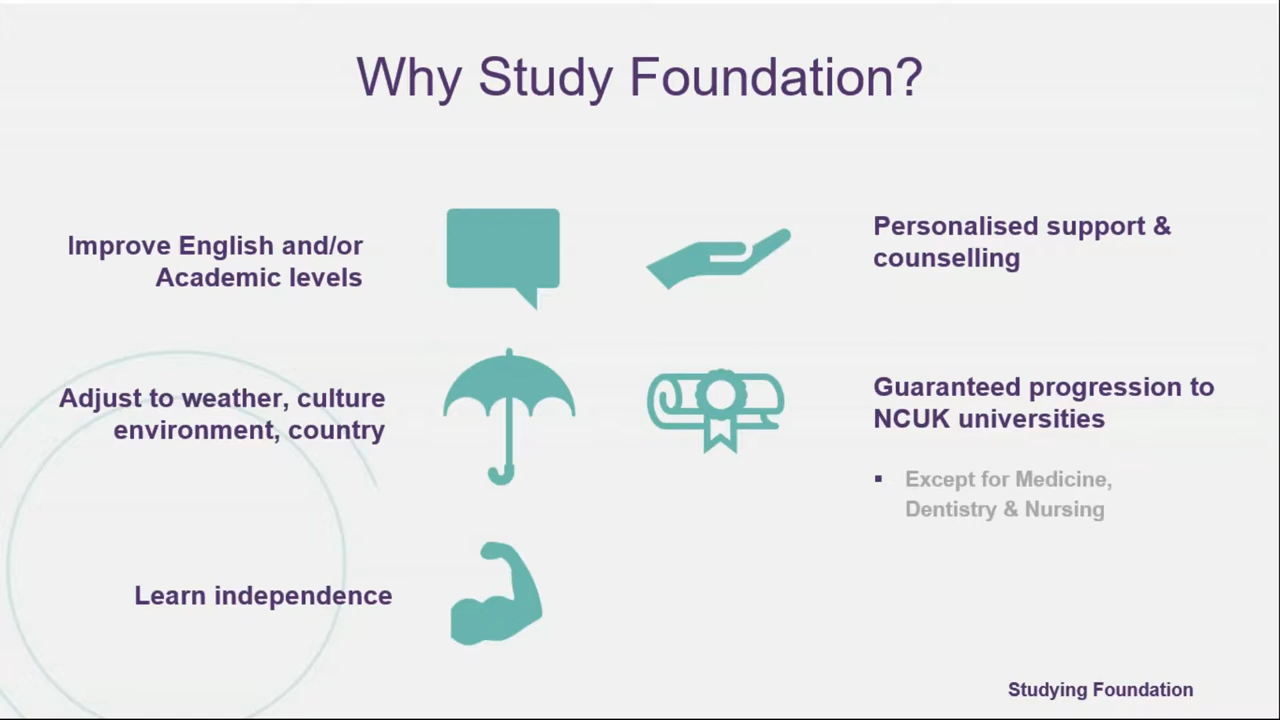 Why Study Foundation?
Improve English and/or
Academic levels
Personalised support &
counselling
Adjust to weather, culture
environment, country
Guaranteed progression to
NCUK universities
▪ Except for Medicine,
Dentistry & Nursing
Learn independence
Studying Foundation